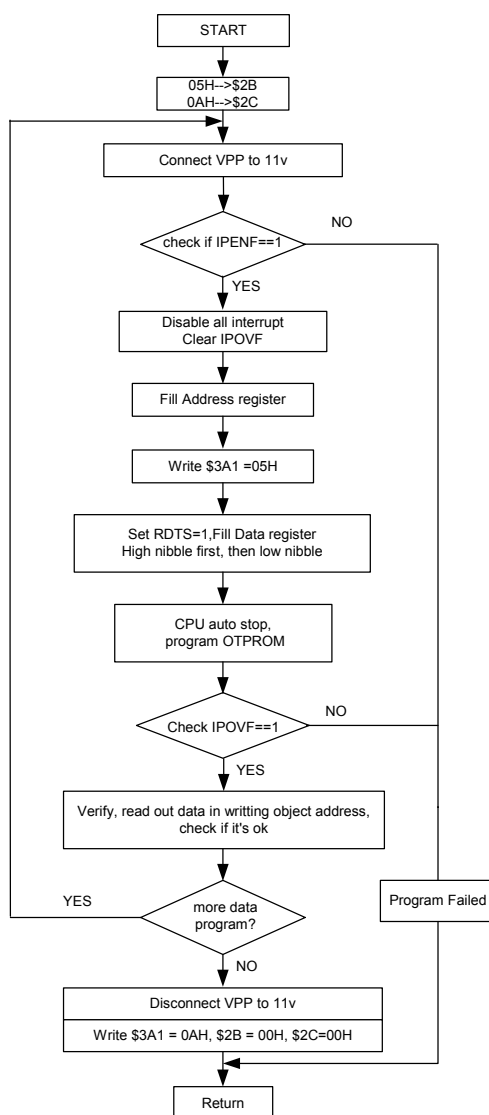 START
05H-->$2B
0AH-->$2C
Connect VPP to 11v
check if IPENF==1
NO
YES
Disable all interrupt
Clear IPOVF
Fill Address register
Write $3A1 =05H
Set RDTS=1,Fill Data register
High nibble first, then low nibble
CPU auto stop,
program OTPROM
Check IPOVF==1
NO
YES
Verify, read out data in writting object address,
check if it's ok
YES
more data
program?
Program Failed
NO
Disconnect VPP to 11v
Write $3A1 = 0AH, $2B = 00H, $2C=00H
Return